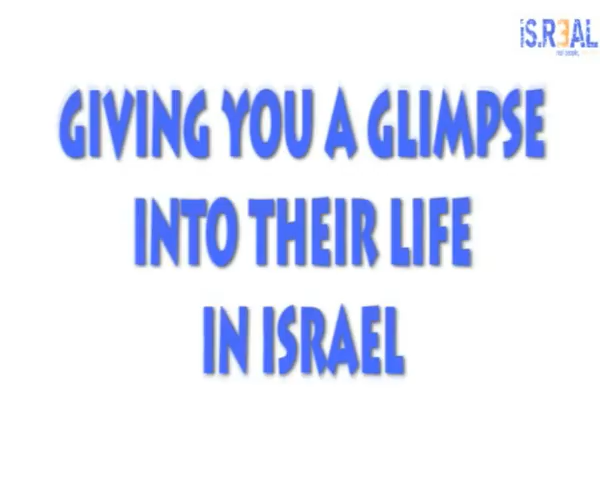 iS.R3AL
GIVING YOU A GLIMPSE
INTO THEIR LIFE
IN ISRAEL